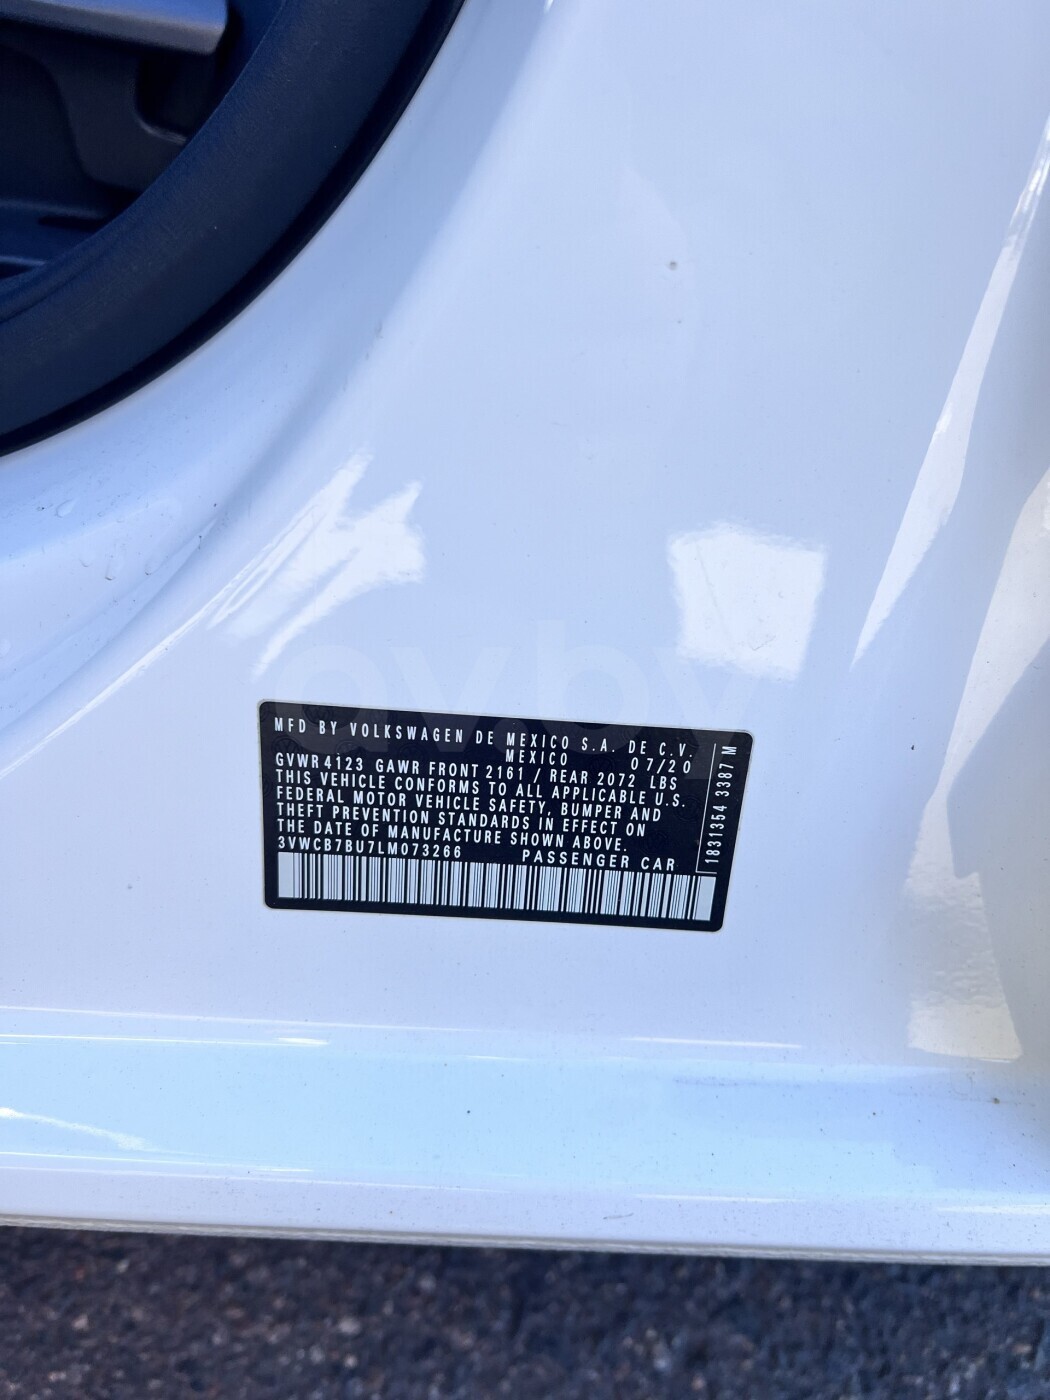 av.by
MFD BY VOLKSWAGEN DE MEXICO S.A. DE C.V.
MEXICO 07/20
GVWR 4123 GAWR FRONT 2161 / REAR 2072 LBS
THIS VEHICLE CONFORMS TO ALL APPLICABLE U.S.
FEDERAL MOTOR VEHICLE SAFETY, BUMPER AND
THEFT PREVENTION STANDARDS IN EFFECT ON
THE DATE OF MANUFACTURE SHOWN ABOVE.
3VWCB7BU7LM073266 PASSENGER CAR
1831354 3387 M